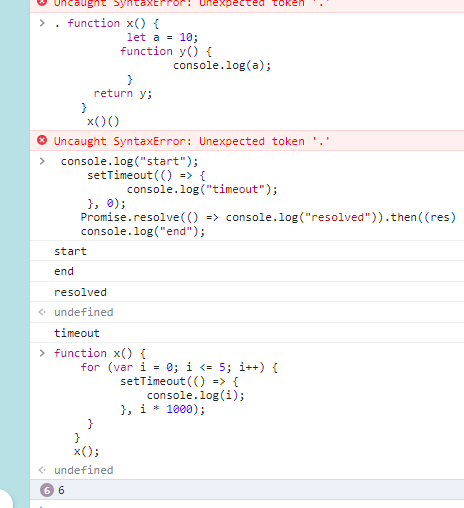 Uncaught SyntaxError: Unexpected token '.'
> . function x() {
let a = 10;
function y() {
console.log(a);
}
return y;
}
x()()
Uncaught SyntaxError: Unexpected token '.'
> console.log("start");
setTimeout(() => {
console.log("timeout");
}, 0);
Promise.resolve(() => console.log("resolved")).then((res)
console.log("end");
start
end
resolved
undefined
timeout
> function x() {
for (var i = 0; i <= 5; i++) {
setTimeout(() => {
console.log(i);
}, i * 1000);
}
}
x();
undefined
6 6